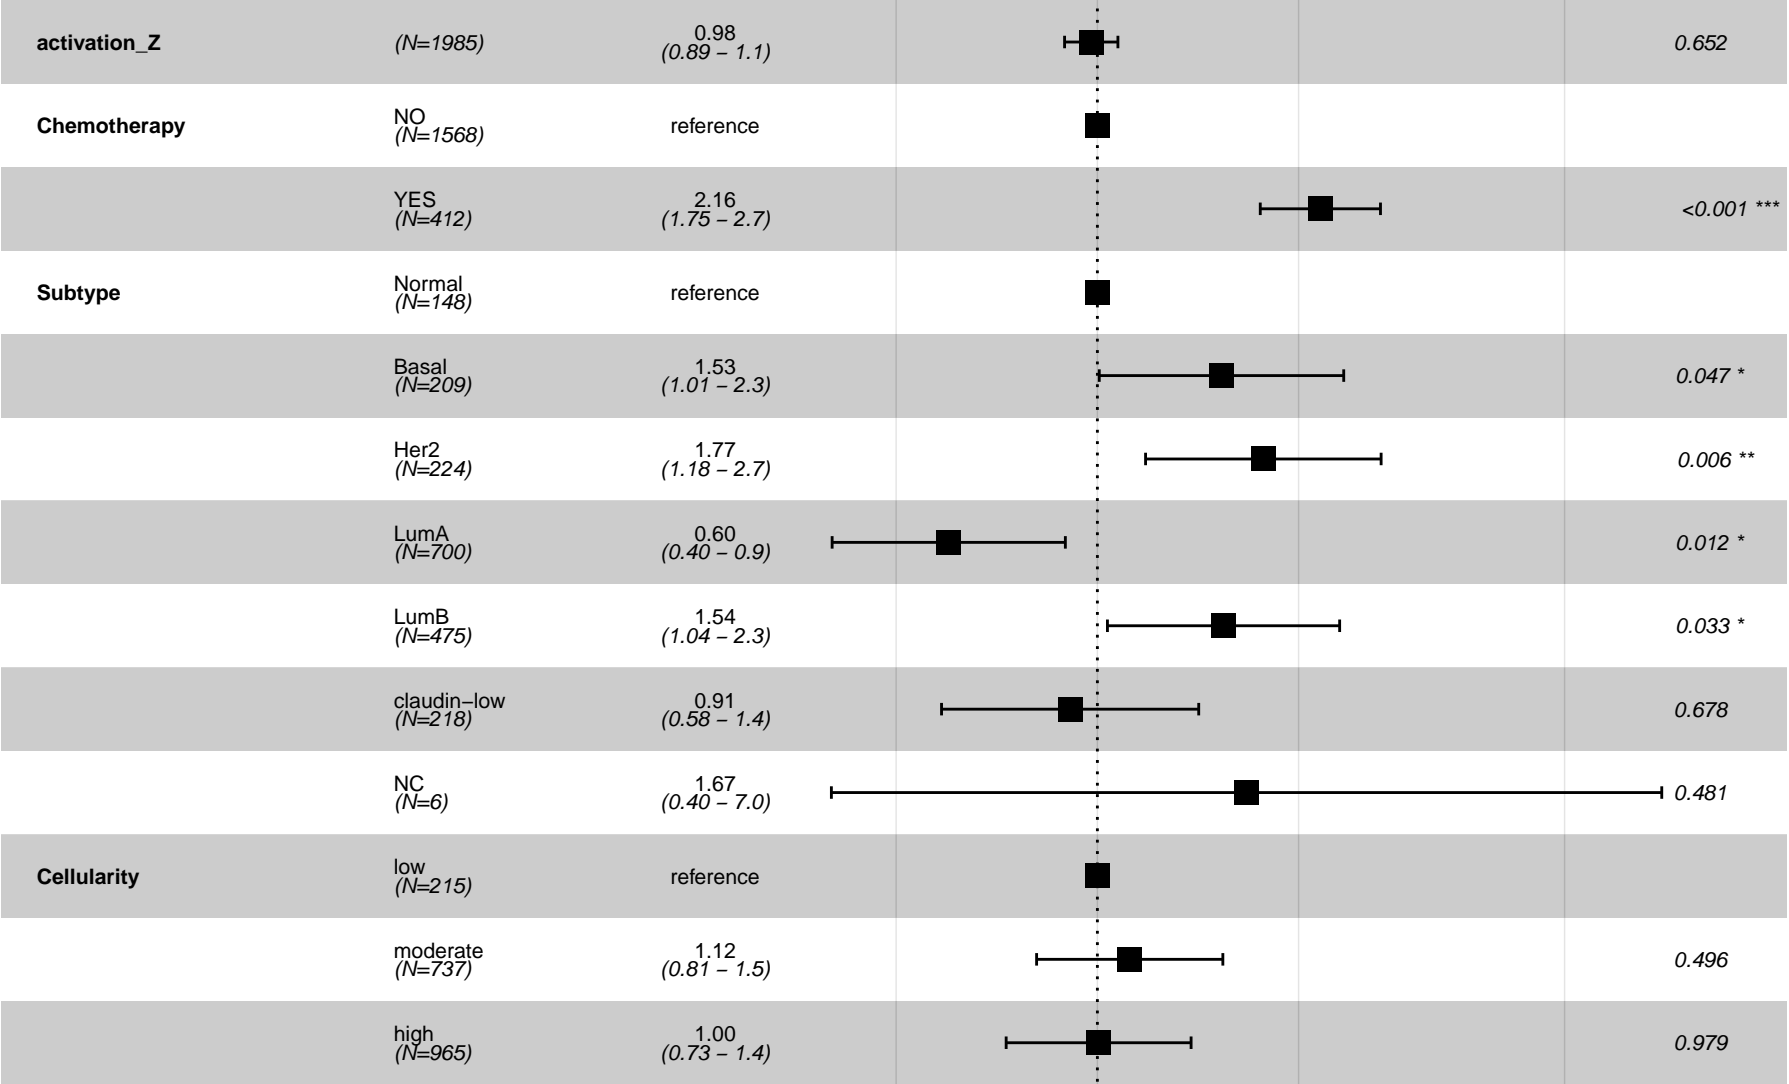 activation_Z (N=1985) 0.98 0.652
(0.89 – 1.1)
Chemotherapy NO reference
(N=1568)
YES 2.16 <0.001 ***
(N=412) (1.75 – 2.7)
Subtype Normal reference
(N=148)
Basal 1.53 0.047 *
(N=209) (1.01 – 2.3)
Her2 1.77 0.006 **
(N=224) (1.18 – 2.7)
LumA 0.60 0.012 *
(N=700) (0.40 – 0.9)
LumB 1.54 0.033 *
(N=475) (1.04 – 2.3)
claudin−low 0.91 0.678
(N=218) (0.58 – 1.4)
NC 1.67 0.481
(N=6) (0.40 – 7.0)
Cellularity low reference
(N=215)
moderate 1.12 0.496
(N=737) (0.81 – 1.5)
high 1.00 0.979
(N=965) (0.73 – 1.4)